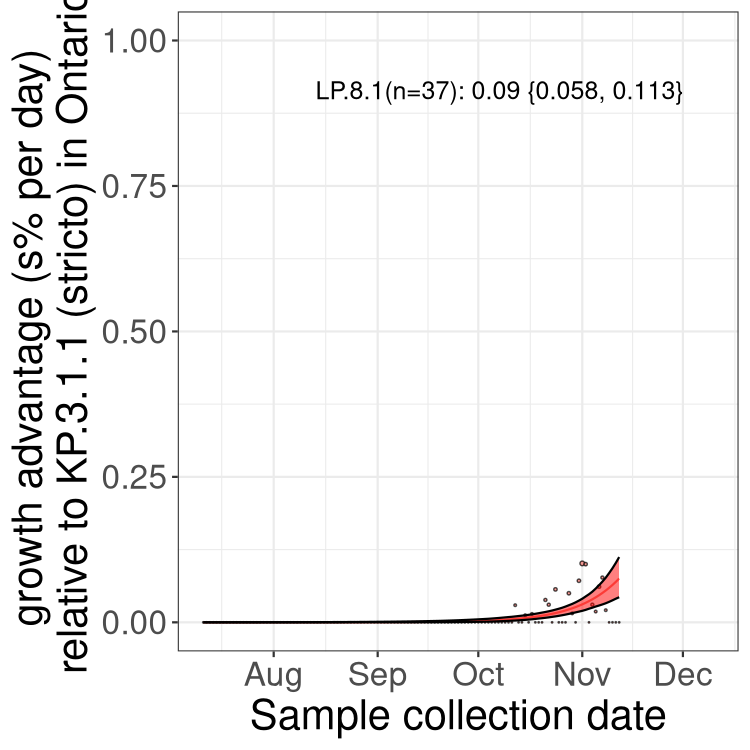 growth advantage (s% per day)
relative to KP.3.1.1 (stricto) in Ontario
1.00
0.75
0.50
0.25
0.00
LP.8.1(n=37): 0.09 {0.058, 0.113}
Aug Sep Oct Nov Dec
Sample collection date